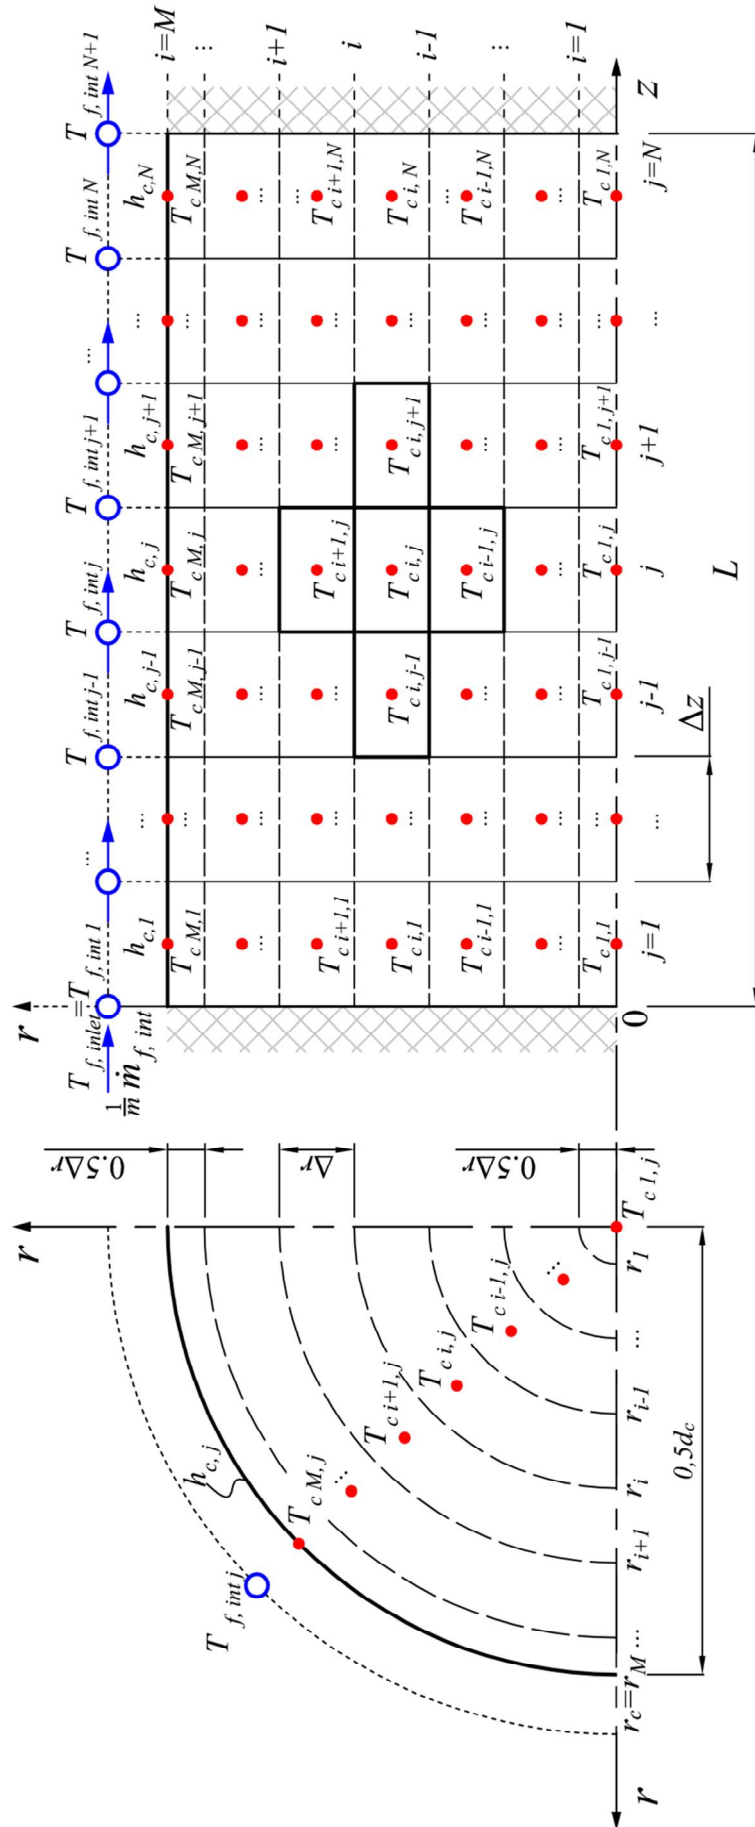 r
r
0.5Δr
Δr
0.5Δr
h c,j
T f, int j
T c M, j
...
T c i+1, j
T c i, j
T c i-1, j
...
T c 1, j
r c=r M
...
r i+1
r i
r i-1
...
r 1
0,5d c
r
T f, inlet=T f, int 1
...
T f, int j-1
T f, int j
T f, int j+1
...
T f, int N
T f, int N+1
1/m ṁ f, int
h c,1
...
h c,j-1
h c,j
h c,j+1
...
h c,N
i=M
T c M,1
...
T c M,j-1
T c M,j
T c M,j+1
...
T c M,N
...
... ... ... ... ... ... ...
i+1
T c i+1,1
...
...
T c i+1,j
...
...
...
T c i+1,N
i
T c i,1
...
T c i,j-1
T c i,j
T c i,j+1
...
T c i,N
i-1
...
T c i-1,1
...
...
T c i-1,j
...
...
T c i-1,N
...
... ... ... ... ... ... ...
i=1
T c 1,1
...
T c 1,j-1
T c 1,j
T c 1,j+1
...
T c 1,N
0
z
j=1
...
j-1
j
j+1
...
j=N
Δz
L